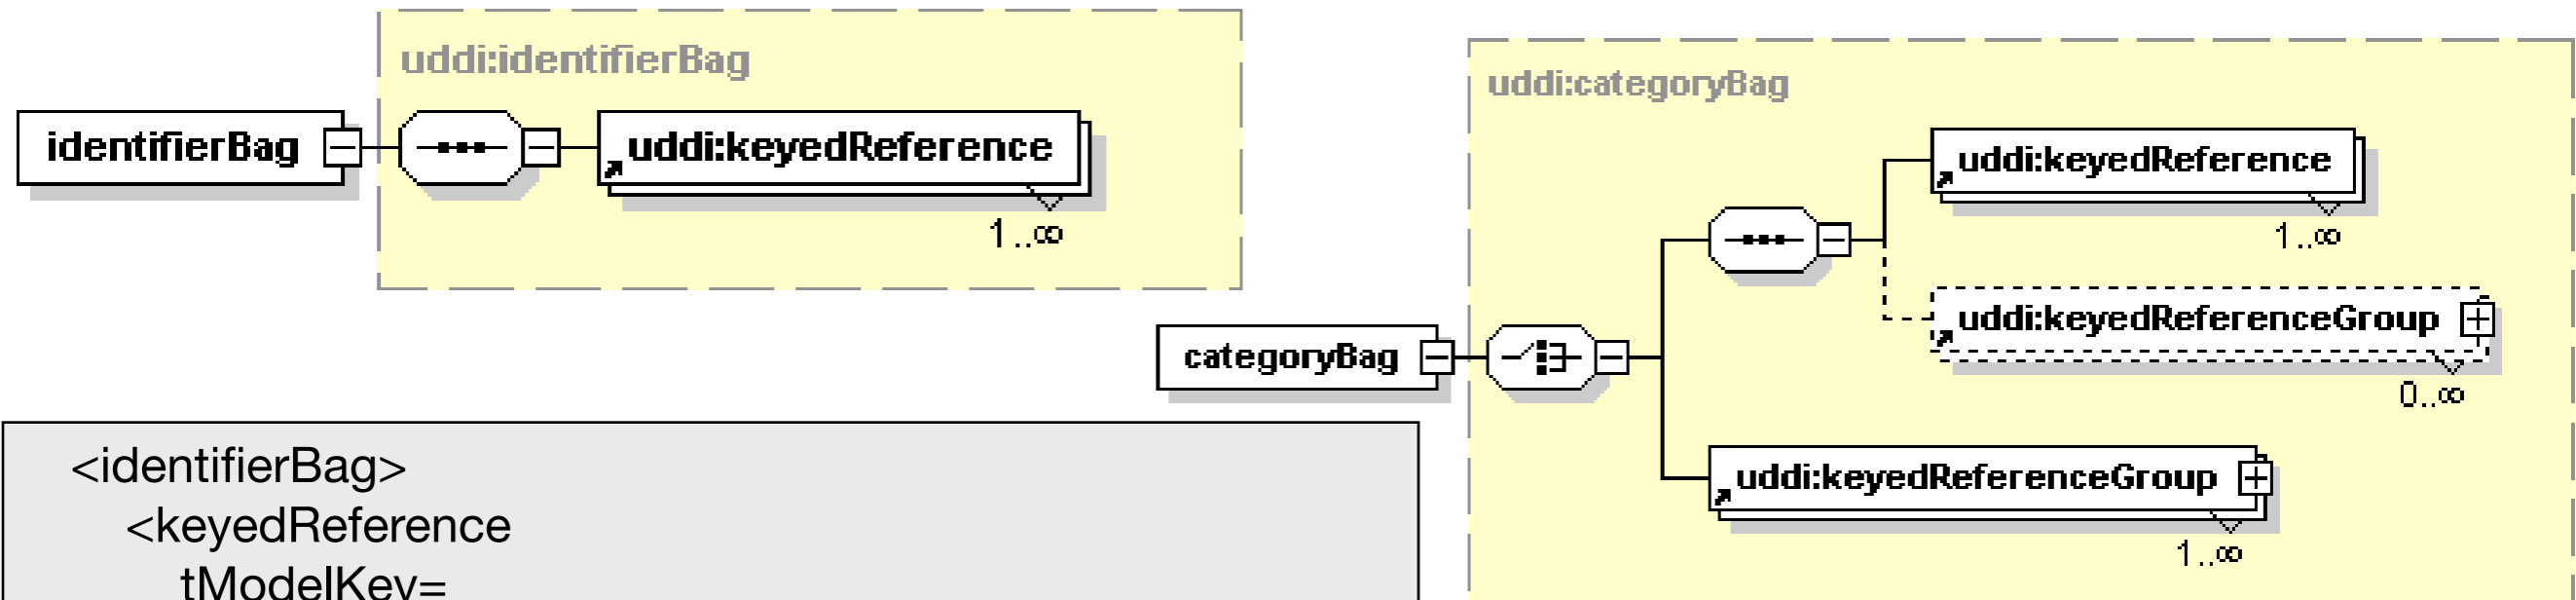 uddi:identifierBag
identifierBag
uddi:keyedReference
1..∞
uddi:categoryBag
uddi:keyedReference
1..∞
uddi:keyedReferenceGroup
0..∞
categoryBag
uddi:keyedReferenceGroup
1..∞
<identifierBag>
<keyedReference
tModelKey=